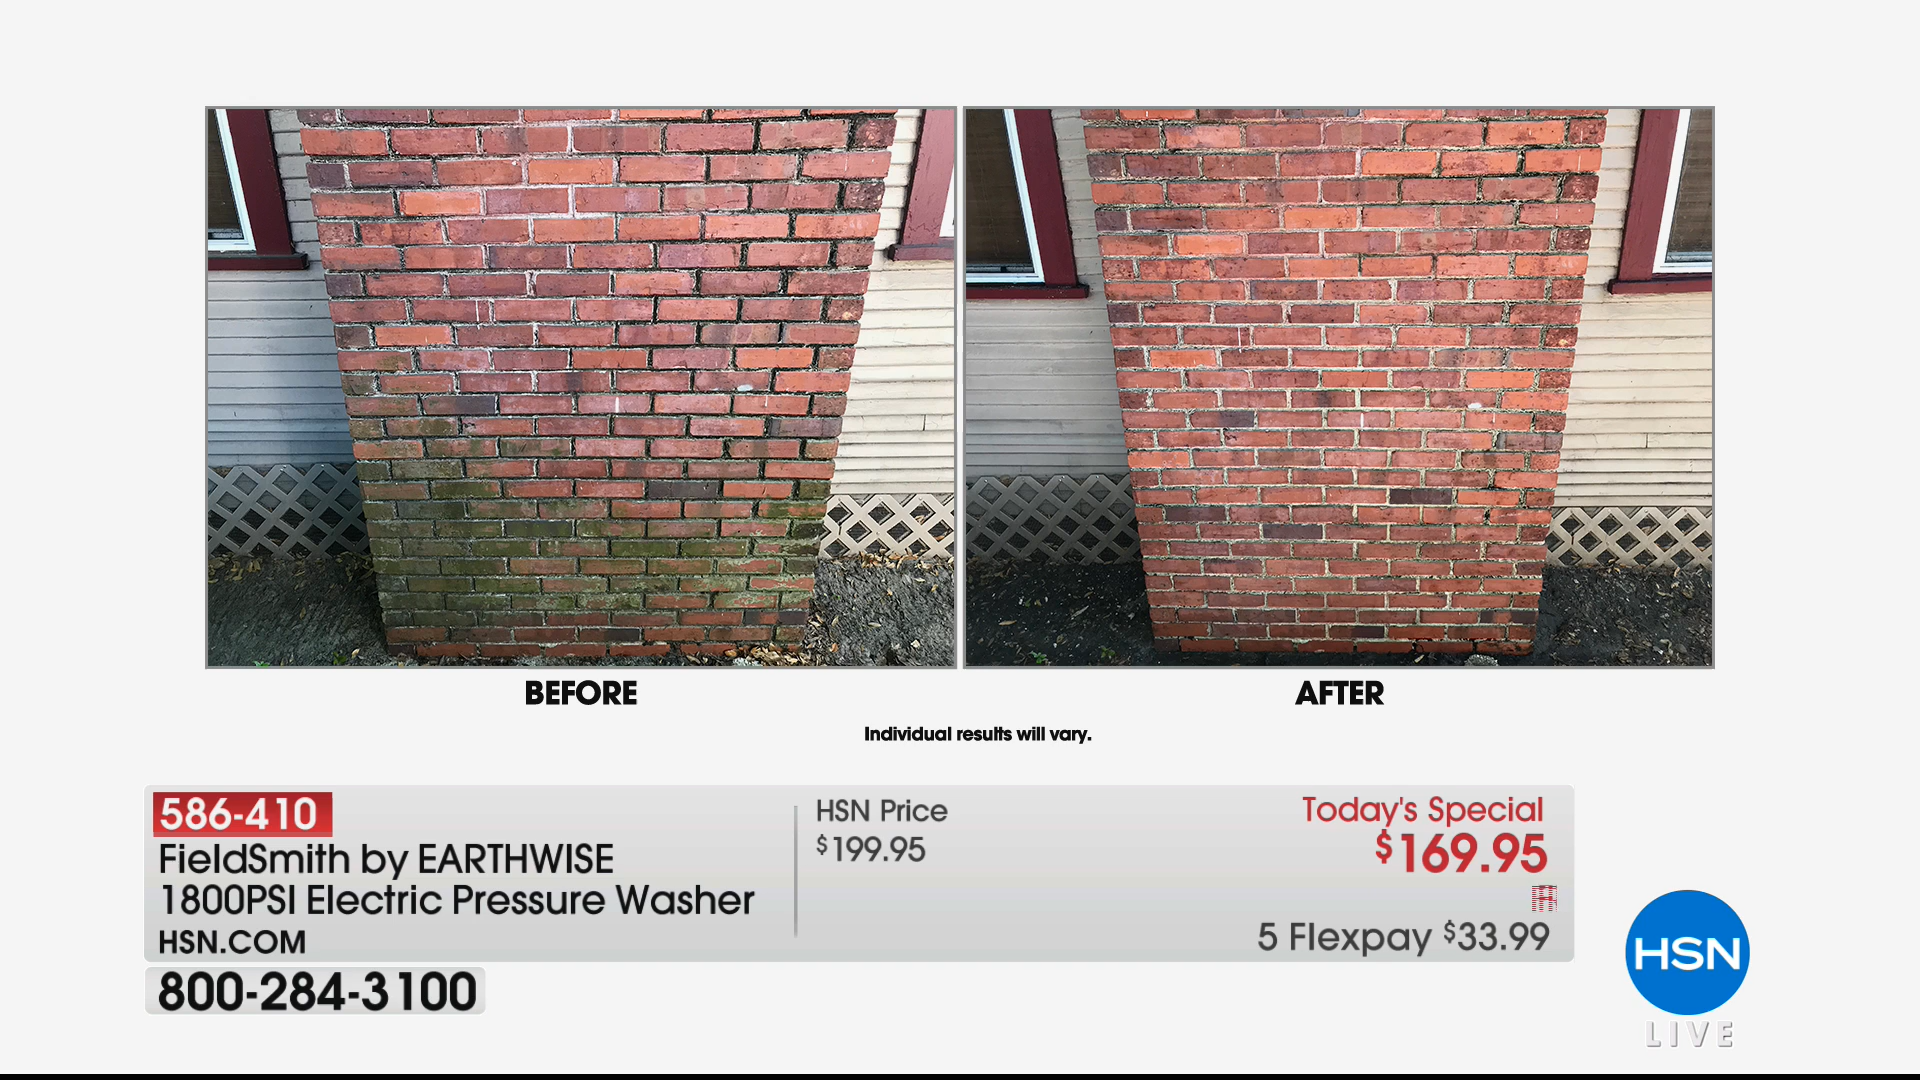 BEFORE
AFTER
Individual results will vary.
586-410
FieldSmith by EARTHWISE
1800PSI Electric Pressure Washer
HSN.COM
800-284-3100
HSN Price
$199.95
Today's Special
$169.95
5 Flexpay $33.99
HSN
LIVE